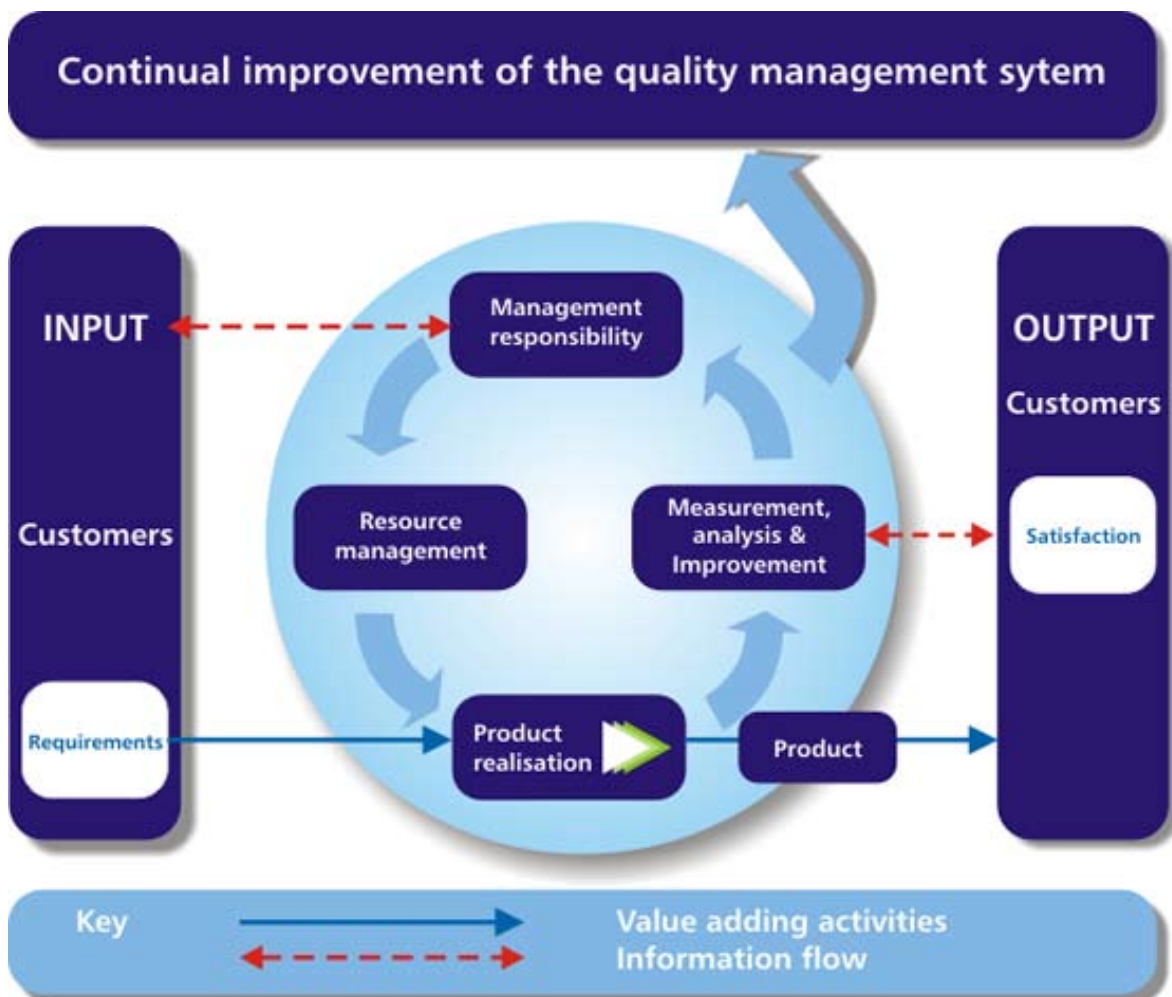 Continual improvement of the quality management sytem
INPUT
Customers
Requirements
Management
responsibility
Resource
management
Measurement,
analysis &
Improvement
Product
realisation
Product
OUTPUT
Customers
Satisfaction
Key
Value adding activities
Information flow